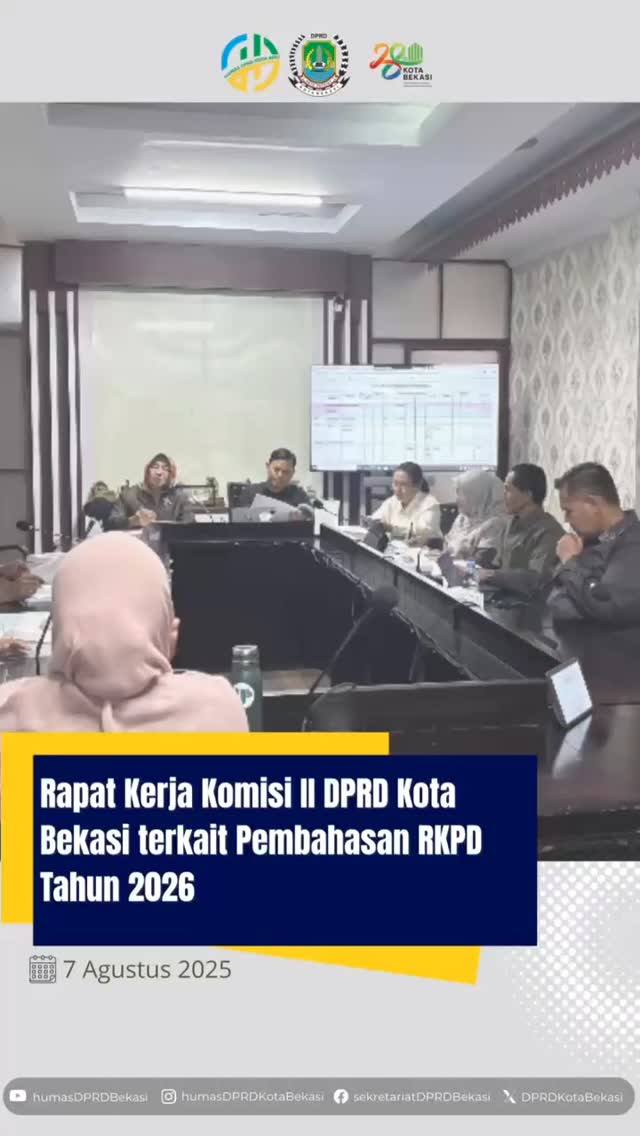 DPRD
28
KOTA
BEKASI
Rapat Kerja Komisi II DPRD Kota
Bekasi terkait Pembahasan RKPD
Tahun 2026
7 Agustus 2025
humasDPRDBekasi
humasDPRDKotaBekasi
sekretariatDPRDBekasi
DPRDKotaBekasi